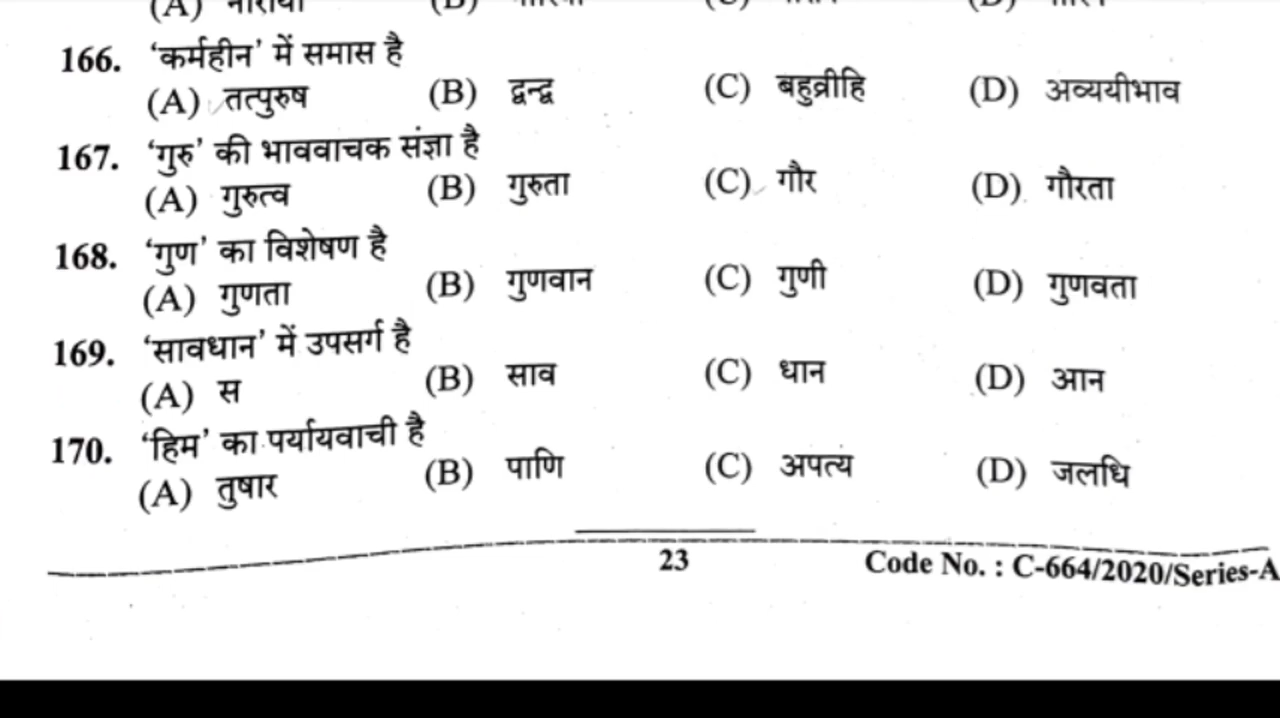 166. ‘कर्महीन’ में समास है
(A) तत्पुरुष (B) द्वन्द्व (C) बहुव्रीहि (D) अव्ययीभाव
167. ‘गुरु’ की भाववाचक संज्ञा है
(A) गुरुत्व (B) गुरुता (C) गौर (D) गौरता
168. ‘गुण’ का विशेषण है
(A) गुणता (B) गुणवान (C) गुणी (D) गुणवता
169. ‘सावधान’ में उपसर्ग है
(A) स (B) साव (C) धान (D) आन
170. ‘हिम’ का पर्यायवाची है
(A) तुषार (B) पाणि (C) अपत्य (D) जलधि
23 Code No. : C-664/2020/Series-A